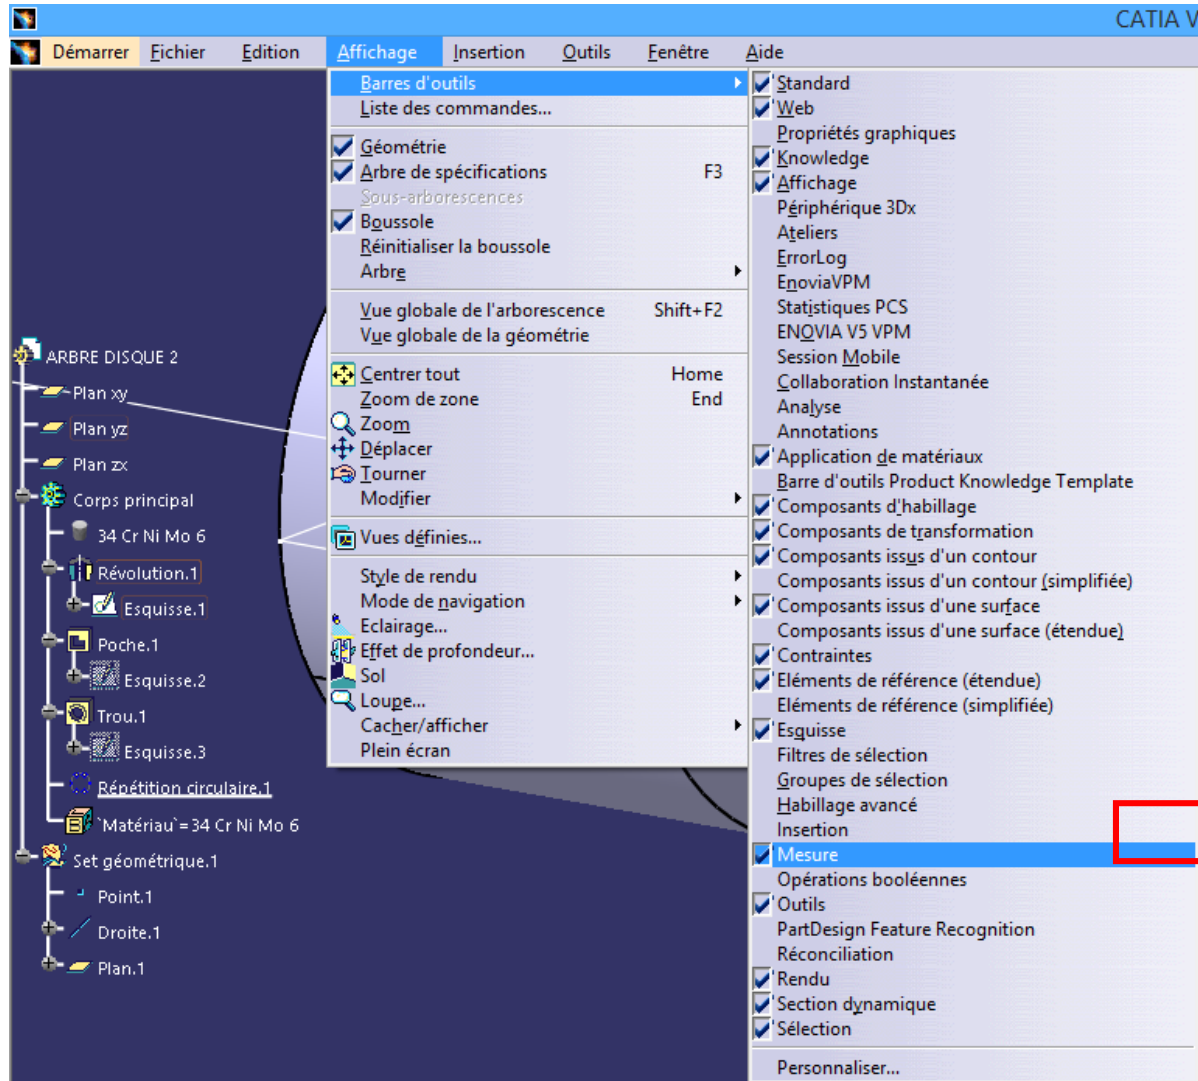 CATIA V
Démarrer Fichier Edition Affichage Insertion Outils Fenêtre Aide
Barres d'outils
Liste des commandes...
Géométrie
Arbre de spécifications F3
Sous-arborescences
Boussole
Réinitialiser la boussole
Arbre
Vue globale de l'arborescence Shift+F2
Vue globale de la géométrie
Centrer tout Home
Zoom de zone End
Zoom
Déplacer
Tourner
Modifier
Vues définies...
Style de rendu
Mode de navigation
Eclairage...
Effet de profondeur...
Sol
Loupe...
Cacher/afficher
Plein écran
Standard
Web
Propriétés graphiques
Knowledge
Affichage
Périphérique 3Dx
Ateliers
ErrorLog
EnoviaVPM
Statistiques PCS
ENOVIA V5 VPM
Session Mobile
Collaboration Instantanée
Analyse
Annotations
Application de matériaux
Barre d'outils Product Knowledge Template
Composants d'habillage
Composants de transformation
Composants issus d'un contour
Composants issus d'un contour (simplifiée)
Composants issus d'une surface
Composants issus d'une surface (étendue)
Contraintes
Eléments de référence (étendue)
Eléments de référence (simplifiée)
Esquisse
Filtres de sélection
Groupes de sélection
Habillage avancé
Insertion
Mesure
Opérations booléennes
Outils
PartDesign Feature Recognition
Réconciliation
Rendu
Section dynamique
Sélection
Personnaliser...
ARBRE DISQUE 2
Plan xy
Plan yz
Plan zx
Corps principal
34 Cr Ni Mo 6
Révolution.1
Esquisse.1
Poche.1
Esquisse.2
Trou.1
Esquisse.3
Répétition circulaire.1
`Matériau`=34 Cr Ni Mo 6
Set géométrique.1
Point.1
Droite.1
Plan.1